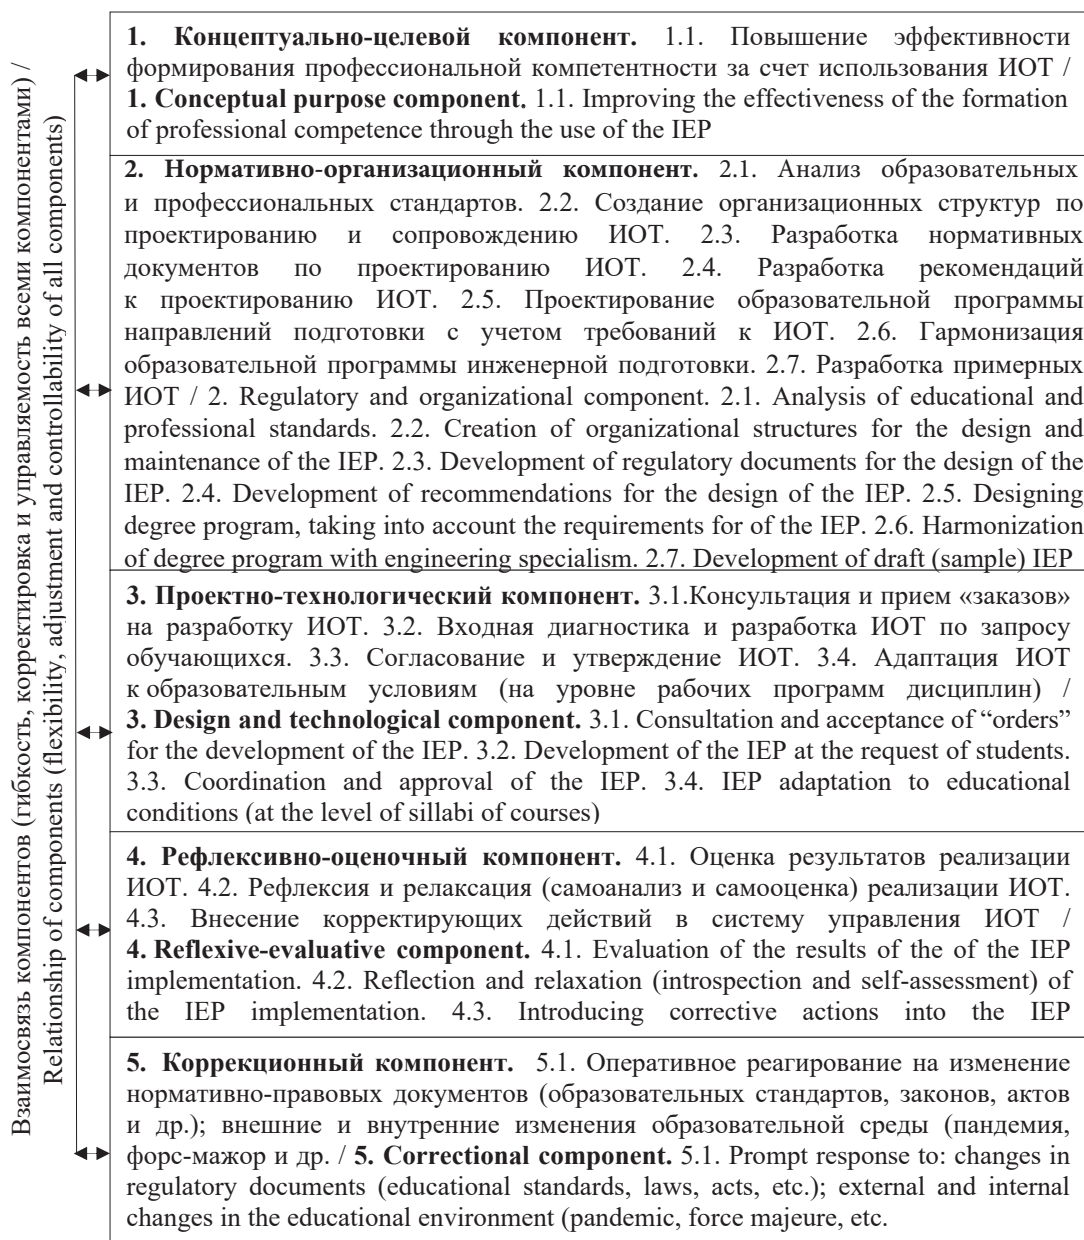 Взаимосвязь компонентов (гибкость, корректировка и управляемость всеми компонентами) /
Relationship of components (flexibility, adjustment and controllability of all components)
1. Концептуально-целевой компонент. 1.1. Повышение эффективности
формирования профессиональной компетентности за счет использования ИОТ /
1. Conceptual purpose component. 1.1. Improving the effectiveness of the formation
of professional competence through the use of the IEP
2. Нормативно-организационный компонент. 2.1. Анализ образовательных
и профессиональных стандартов. 2.2. Создание организационных структур по
проектированию и сопровождению ИОТ. 2.3. Разработка нормативных
документов по проектированию ИОТ. 2.4. Разработка рекомендаций
к проектированию ИОТ. 2.5. Проектирование образовательной программы
направлений подготовки с учетом требований к ИОТ. 2.6. Гармонизация
образовательной программы инженерной подготовки. 2.7. Разработка примерных
ИОТ / 2. Regulatory and organizational component. 2.1. Analysis of educational and
professional standards. 2.2. Creation of organizational structures for the design and
maintenance of the IEP. 2.3. Development of regulatory documents for the design of the
IEP. 2.4. Development of recommendations for the design of the IEP. 2.5. Designing
degree program, taking into account the requirements for of the IEP. 2.6. Harmonization
of degree program with engineering specialism. 2.7. Development of draft (sample) IEP
3. Проектно-технологический компонент. 3.1.Консультация и прием «заказов»
на разработку ИОТ. 3.2. Входная диагностика и разработка ИОТ по запросу
обучающихся. 3.3. Согласование и утверждение ИОТ. 3.4. Адаптация ИОТ
к образовательным условиям (на уровне рабочих программ дисциплин) /
3. Design and technological component. 3.1. Consultation and acceptance of “orders”
for the development of the IEP. 3.2. Development of the IEP at the request of students.
3.3. Coordination and approval of the IEP. 3.4. IEP adaptation to educational
conditions (at the level of sillabi of courses)
4. Рефлексивно-оценочный компонент. 4.1. Оценка результатов реализации
ИОТ. 4.2. Рефлексия и релаксация (самоанализ и самооценка) реализации ИОТ.
4.3. Внесение корректирующих действий в систему управления ИОТ /
4. Reflexive-evaluative component. 4.1. Evaluation of the results of the of the IEP
implementation. 4.2. Reflection and relaxation (introspection and self-assessment) of
the IEP implementation. 4.3. Introducing corrective actions into the IEP
5. Коррекционный компонент. 5.1. Оперативное реагирование на изменение
нормативно-правовых документов (образовательных стандартов, законов, актов
и др.); внешние и внутренние изменения образовательной среды (пандемия,
форс-мажор и др. / 5. Correctional component. 5.1. Prompt response to: changes in
regulatory documents (educational standards, laws, acts, etc.); external and internal
changes in the educational environment (pandemic, force majeure, etc.